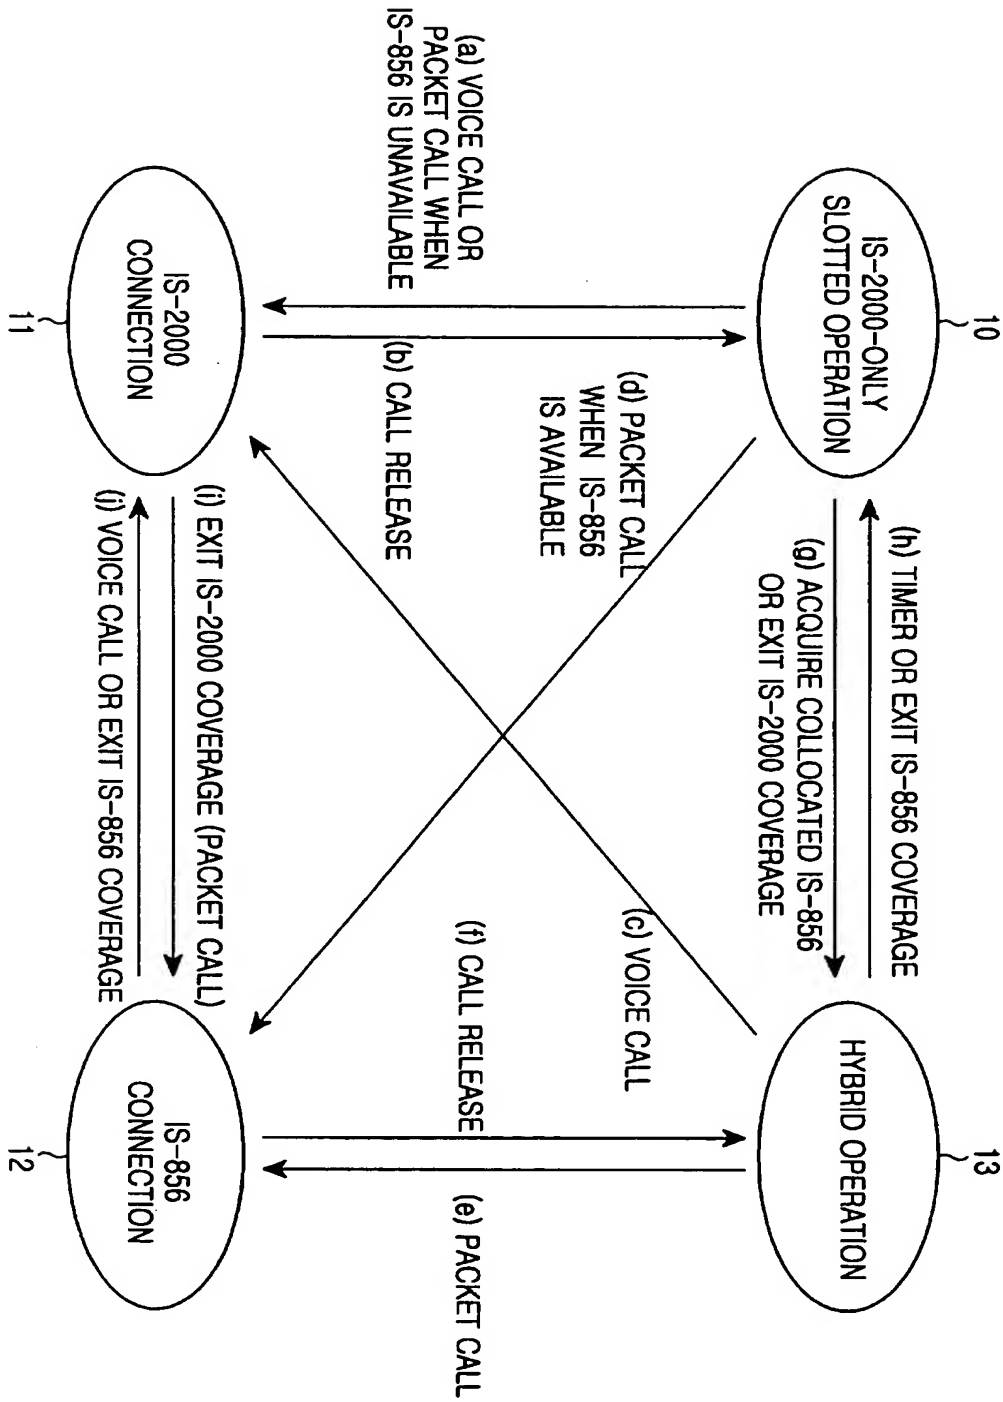 10
IS-2000-ONLY
SLOTTED OPERATION
13
HYBRID OPERATION
(h) TIMER OR EXIT IS-856 COVERAGE
(g) ACQUIRE COLLOCATED IS-856
OR EXIT IS-2000 COVERAGE
(d) PACKET CALL
WHEN IS-856
IS AVAILABLE
(c) VOICE CALL
(a) VOICE CALL OR
PACKET CALL WHEN
IS-856 IS UNAVAILABLE
(b) CALL RELEASE
(f) CALL RELEASE
(e) PACKET CALL
(i) EXIT IS-2000 COVERAGE (PACKET CALL)
(j) VOICE CALL OR EXIT IS-856 COVERAGE
IS-2000
CONNECTION
11
IS-856
CONNECTION
12